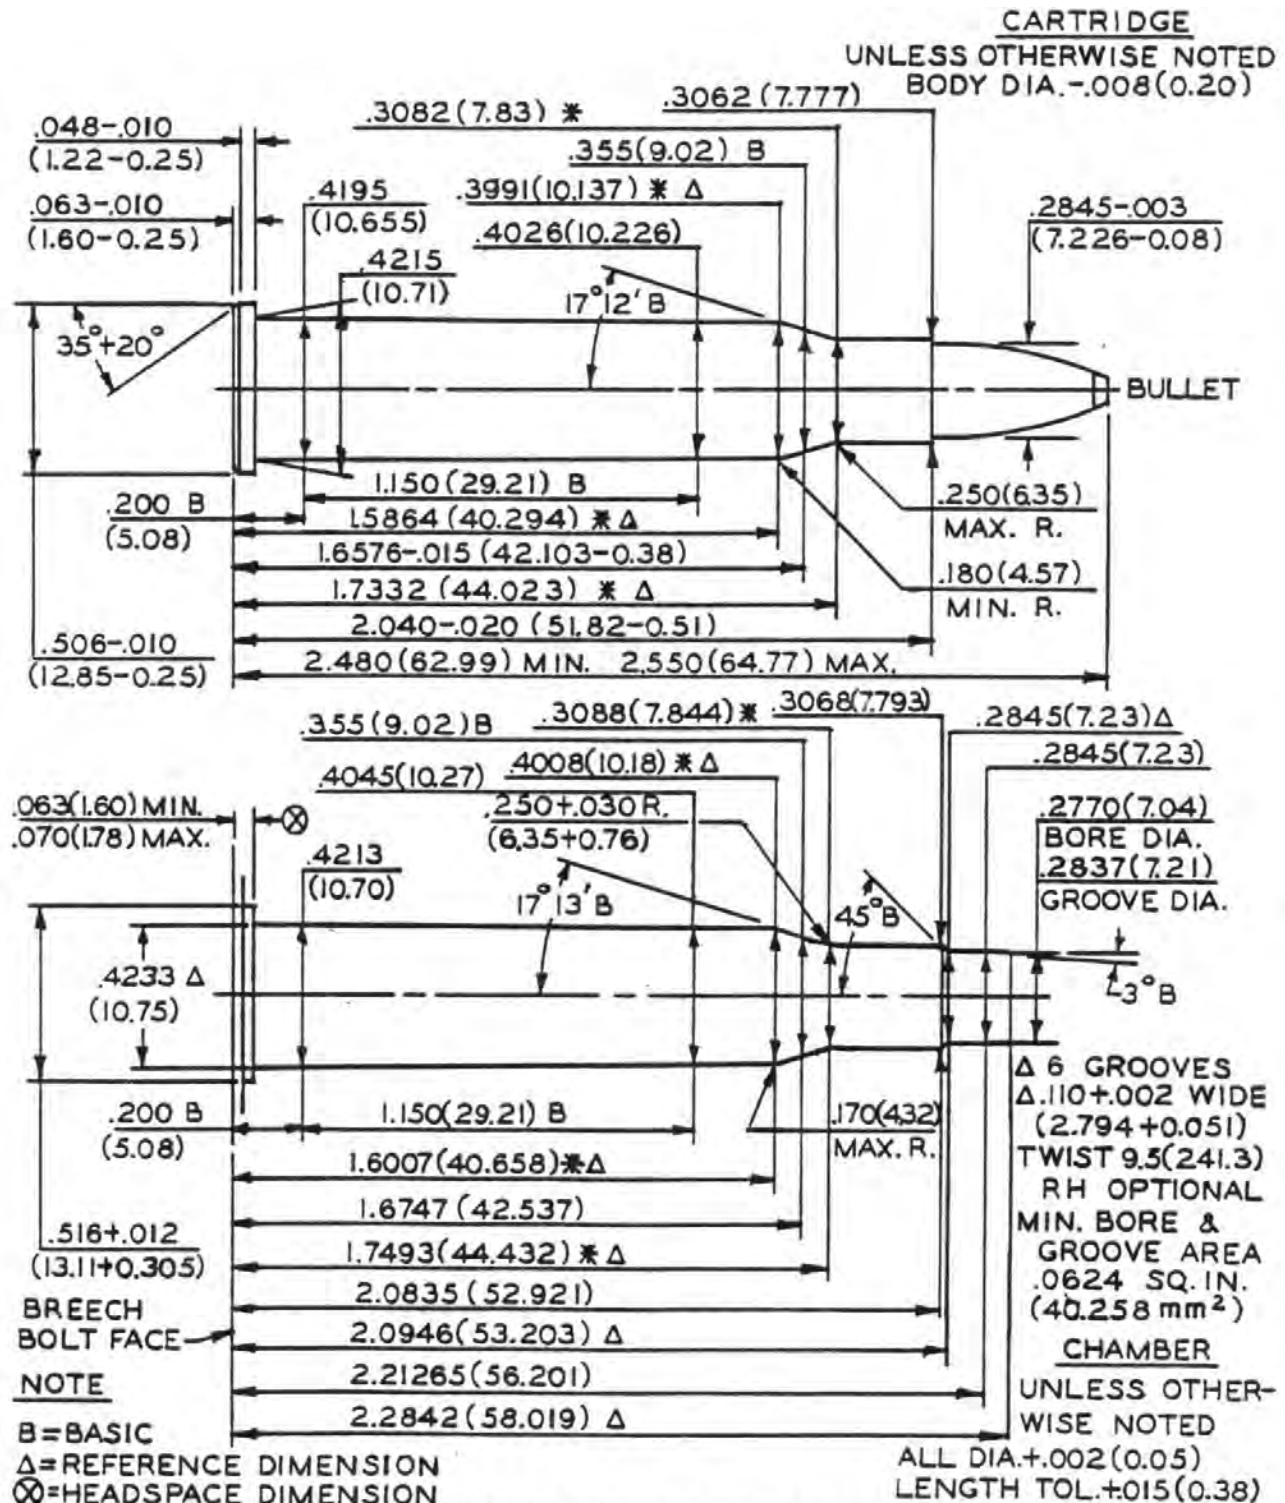 CARTRIDGE
UNLESS OTHERWISE NOTED
BODY DIA.-.008(0.20)
.3082(7.83) ⁎
.3062(7.777)
.048-.010
(1.22-0.25)
.355(9.02) B
.4195
(10.655)
.3991(10.137) ⁎ Δ
.063-.010
(1.60-0.25)
.2845-.003
(7.226-0.08)
.4026(10.226)
.4215
(10.71)
17°12' B
35°+20°
BULLET
1.150(29.21) B
.200 B
(5.08)
.250(6.35)
MAX. R.
1.5864(40.294) ⁎ Δ
1.6576-.015(42.103-0.38)
.180(4.57)
MIN. R.
1.7332(44.023) ⁎ Δ
2.040-.020(51.82-0.51)
.506-.010
(12.85-0.25)
2.480(62.99) MIN. 2.550(64.77) MAX.
.355(9.02)B
.3088(7.844)⁎
.3068(7.793)
.2845(7.23)Δ
.4045(10.27)
.4008(10.18)⁎ Δ
.2845(7.23)
.063(1.60) MIN.
.070(1.78) MAX.
⊗
.250+.030 R.
(6.35+0.76)
.2770(7.04)
BORE DIA.
.2837(7.21)
GROOVE DIA.
.4213
(10.70)
17°13' B
45°B
.4233 Δ
(10.75)
3°B
.200 B
(5.08)
1.150(29.21) B
.170(4.32)
MAX. R.
Δ 6 GROOVES
Δ.110+.002 WIDE
(2.794+0.051)
TWIST 9.5(241.3)
RH OPTIONAL
MIN. BORE &
GROOVE AREA
.0624 SQ. IN.
(40.258 mm²)
1.6007(40.658)⁎Δ
1.6747(42.537)
.516+.012
(13.11+0.305)
1.7493(44.432)⁎ Δ
2.0835(52.921)
BREECH
BOLT FACE
2.0946(53.203) Δ
CHAMBER
2.21265(56.201)
UNLESS OTHER-
WISE NOTED
NOTE
2.2842(58.019) Δ
B=BASIC
Δ=REFERENCE DIMENSION
⊗=HEADSPACE DIMENSION
ALL DIA.+.002(0.05)
LENGTH TOL.+.015(0.38)